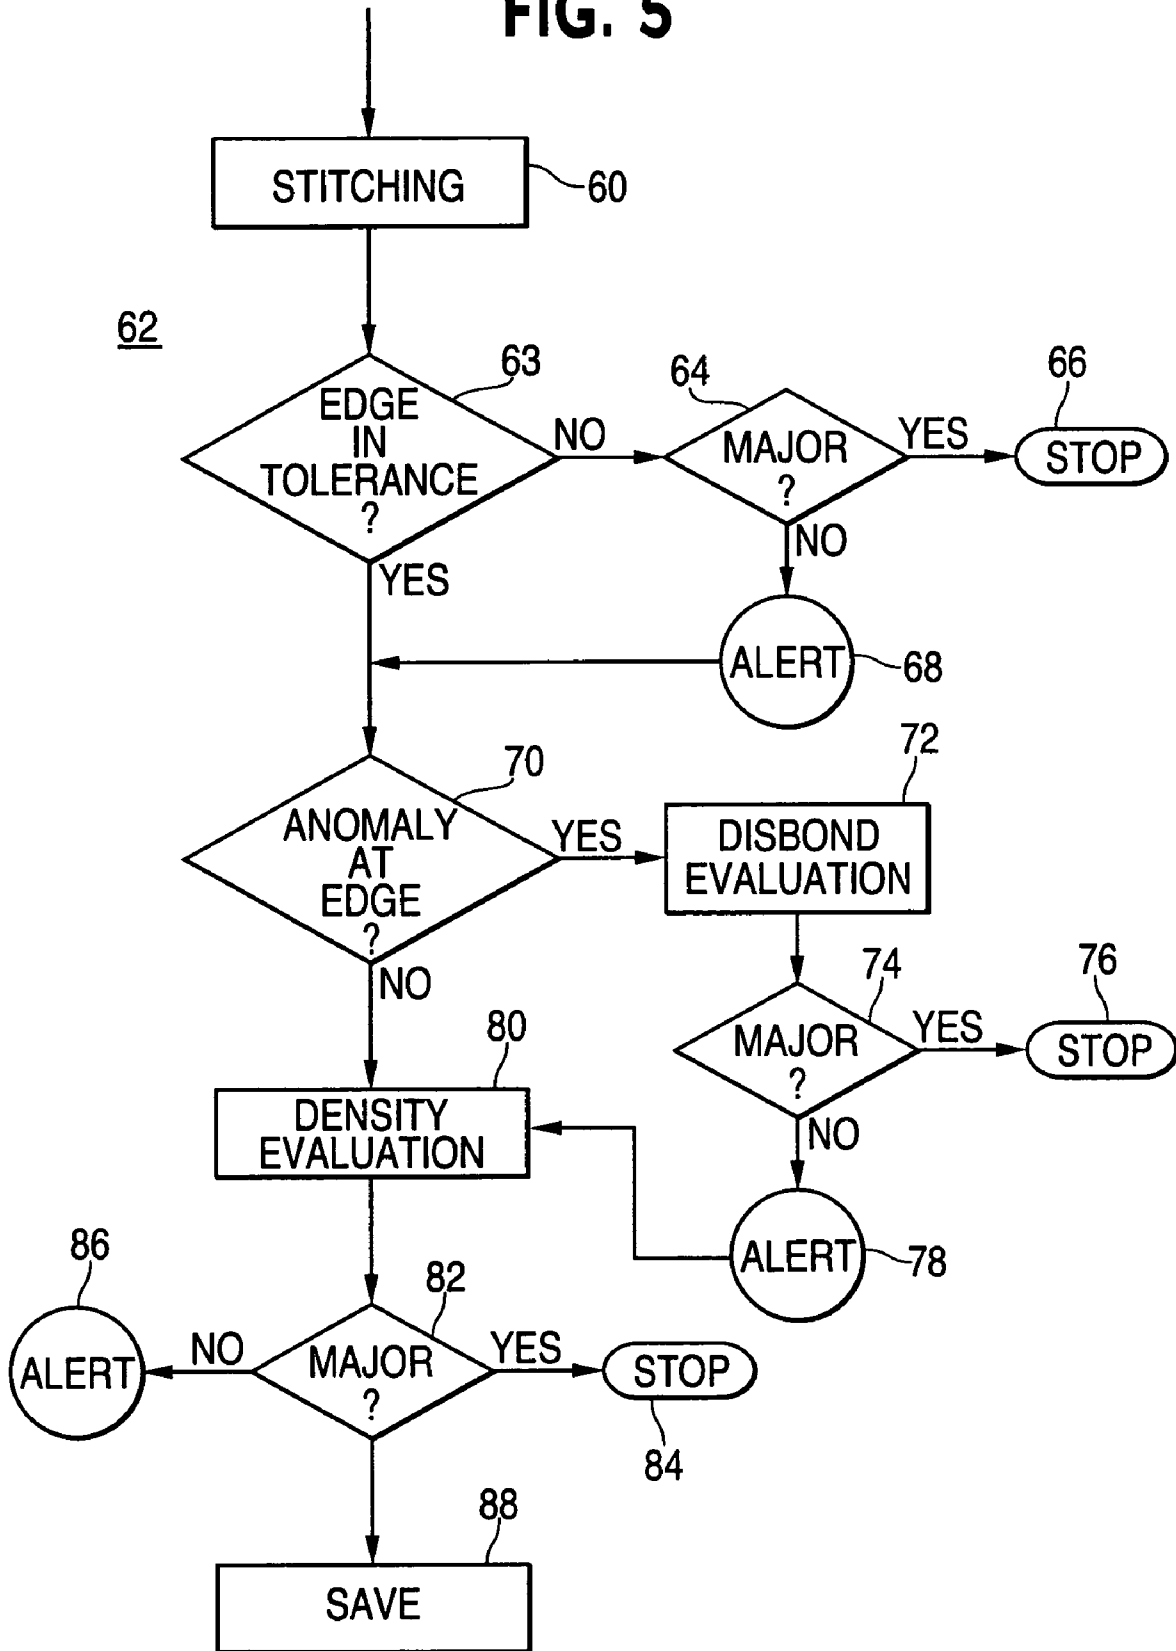 FIG. 5
STITCHING
60
62
EDGE
IN
TOLERANCE
?
63
NO
YES
64
MAJOR
?
YES
NO
66
STOP
ALERT
68
70
ANOMALY
AT
EDGE
?
YES
NO
72
DISBOND
EVALUATION
74
MAJOR
?
YES
NO
76
STOP
ALERT
78
80
DENSITY
EVALUATION
82
MAJOR
?
NO
YES
86
ALERT
STOP
84
88
SAVE